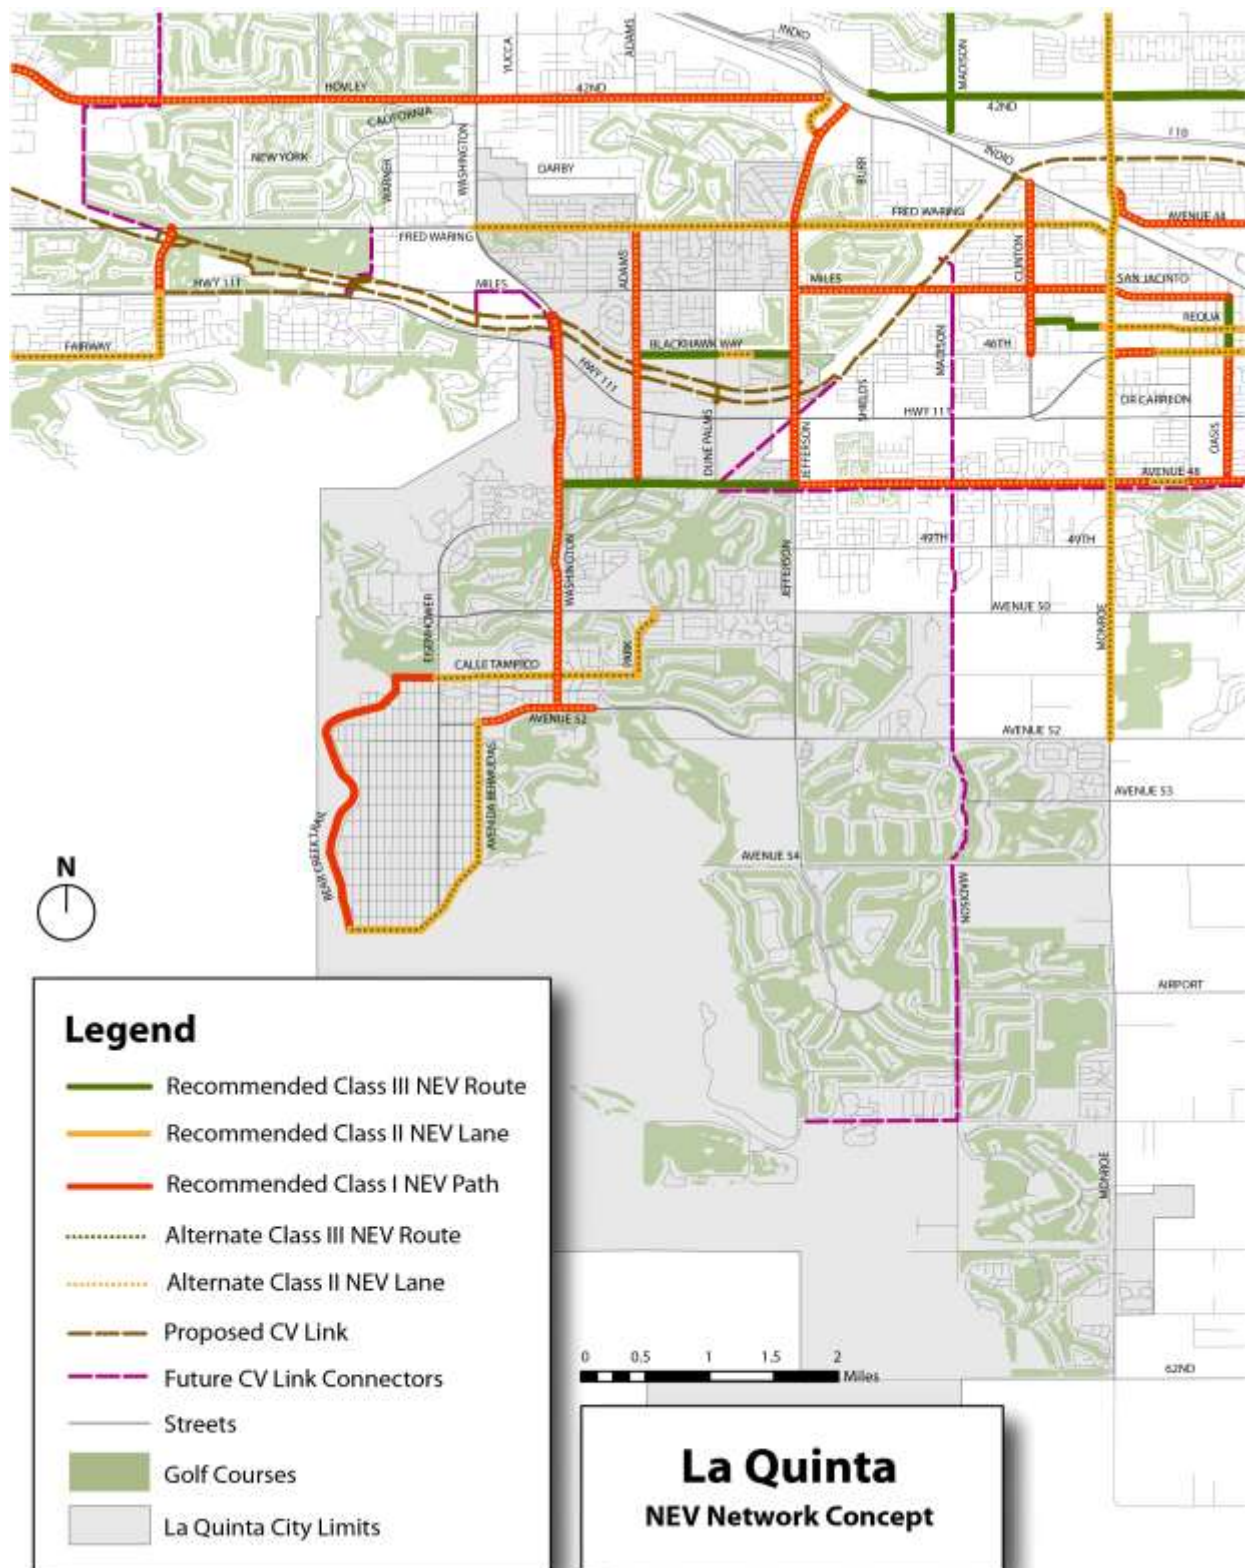 INDIO
ADAMS
YUCCA
MADISON
HOVLEY
42ND
42ND
CALIFORNIA
WASHINGTON
NEW YORK
WARNER
DARBY
BURR
INDIO
FRED WARING
FRED WARING
AVENUE 44
ADAMS
CLINTON
HWY 111
MILES
MILES
SAN JACINTO
REQUA
FAIRWAY
BLACKHAWK WAY
46TH
MADISON
HWY 111
SHIELDS
DR CARREON
HWY 111
DUNE PALMS
JEFFERSON
OASIS
AVENUE 48
WASHINGTON
JEFFERSON
49TH
49TH
EISENHOWER
AVENUE 50
MONROE
PARK
CALLE TAMPICO
AVENUE 52
AVENUE 52
AVENIDA BERMUDAS
AVENUE 53
BEAR CREEK TRAIL
AVENUE 54
N
MADISON
AIRPORT
MONROE
Legend
Recommended Class III NEV Route
Recommended Class II NEV Lane
Recommended Class I NEV Path
Alternate Class III NEV Route
Alternate Class II NEV Lane
Proposed CV Link
Future CV Link Connectors
Streets
Golf Courses
La Quinta City Limits
0 0.5 1 1.5 2
Miles
62ND
La Quinta
NEV Network Concept